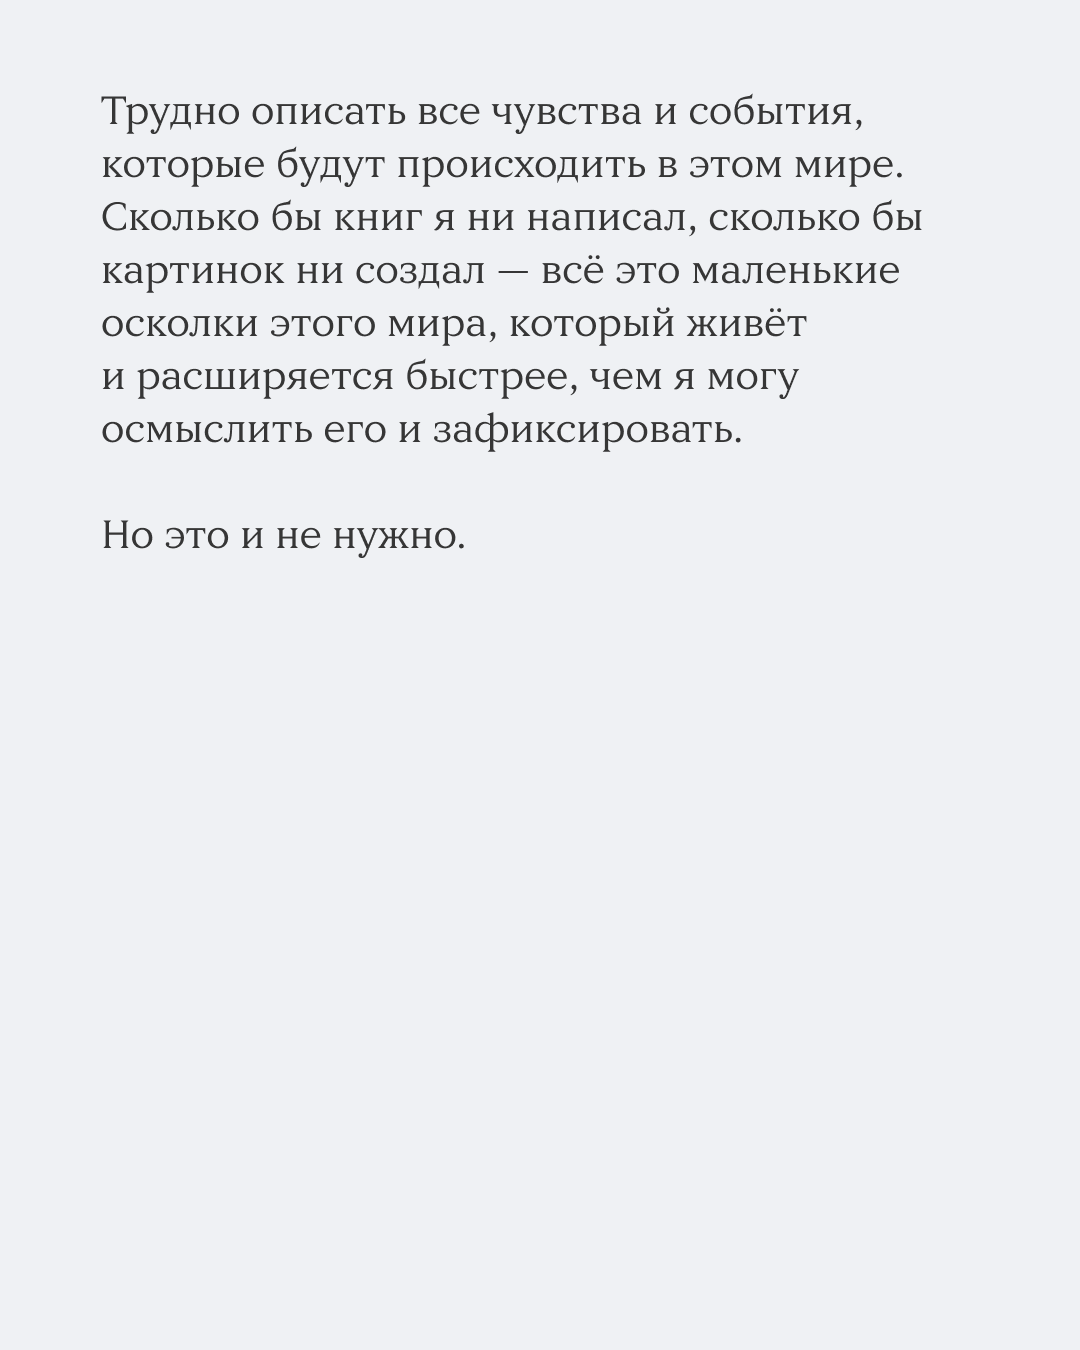 Трудно описать все чувства и события,
которые будут происходить в этом мире.
Сколько бы книг я ни написал, сколько бы
картинок ни создал — всё это маленькие
осколки этого мира, который живёт
и расширяется быстрее, чем я могу
осмыслить его и зафиксировать.

Но это и не нужно.